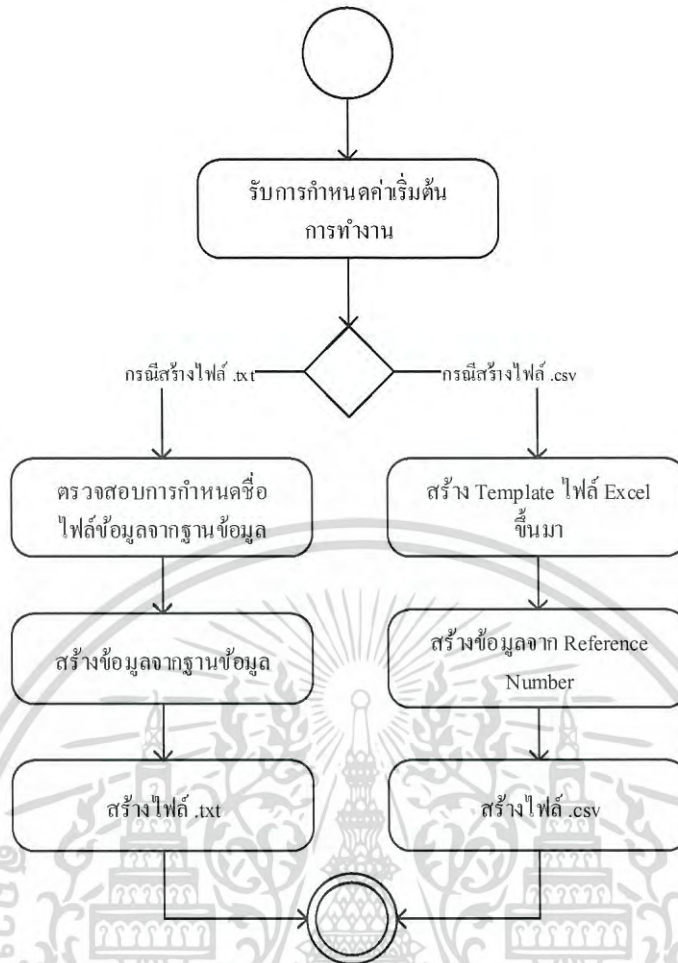 รับการกำหนดค่าเริ่มต้น
การทำงาน
กรณีสร้างไฟล์ .txt
กรณีสร้างไฟล์ .csv
ตรวจสอบการกำหนดชื่อ
ไฟล์ข้อมูลจากฐานข้อมูล
สร้าง Template ไฟล์ Excel
ขึ้นมา
สร้างข้อมูลจากฐานข้อมูล
สร้างข้อมูลจาก Reference
Number
สร้างไฟล์ .txt
สร้างไฟล์ .csv